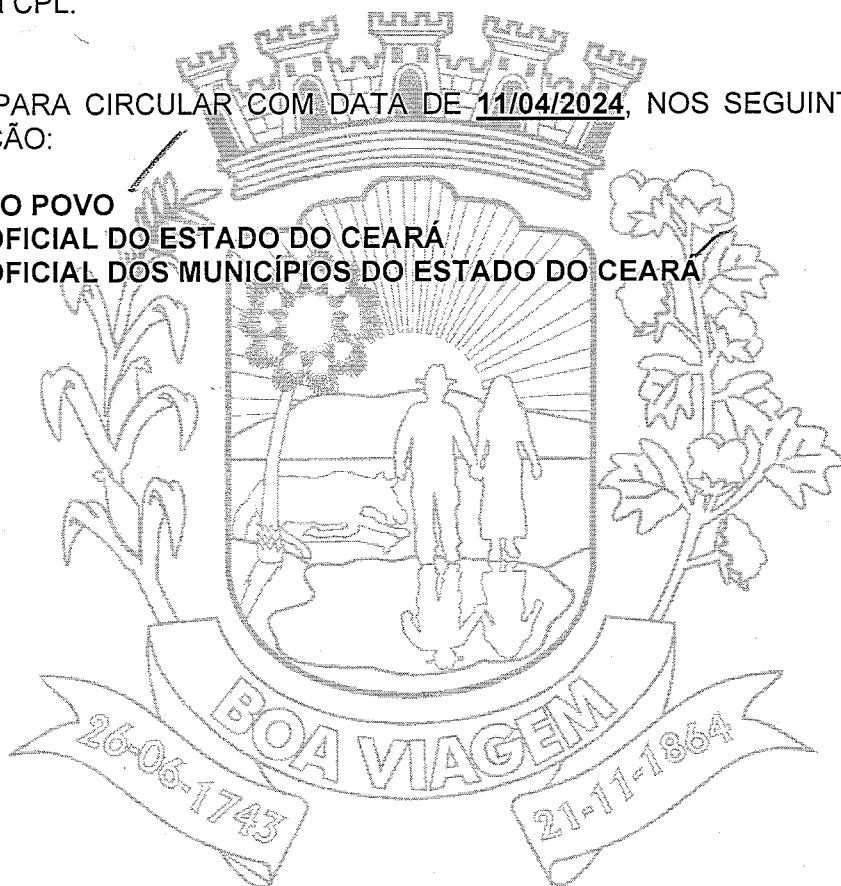 CPL.
PARA CIRCULAR COM DATA DE 11/04/2024, NOS SEGUINT
ÇÃO:
O POVO
OFICIAL DO ESTADO DO CEARÁ
OFICIAL DOS MUNICÍPIOS DO ESTADO DO CEARÁ
BOA VIAGEM
26-06-1743
21-11-1864